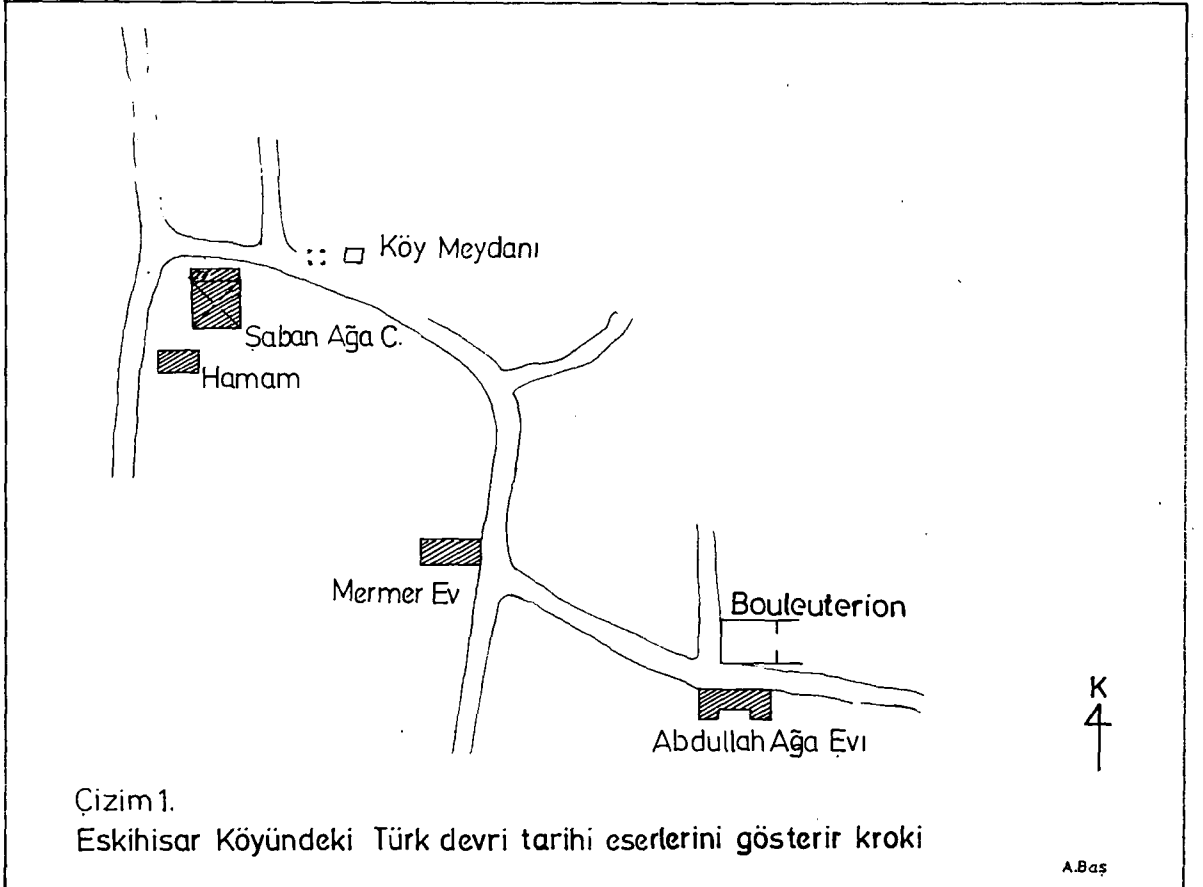 Köy Meydanı
Şaban Ağa C.
Hamam
Mermer Ev
Bouleuterion
K
Abdullah Ağa Evı
Çizim 1.
Eskihisar Köyündeki Türk devri tarihi eserlerini gösterir kroki
A.Baş